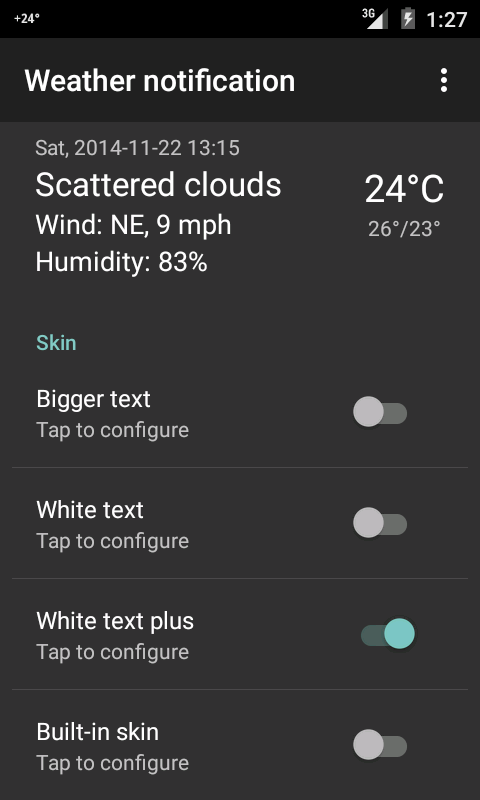 +24°
3G
1:27
Weather notification
Sat, 2014-11-22 13:15
Scattered clouds
24°C
Wind: NE, 9 mph
26°/23°
Humidity: 83%
Skin
Bigger text
Tap to configure
White text
Tap to configure
White text plus
Tap to configure
Built-in skin
Tap to configure